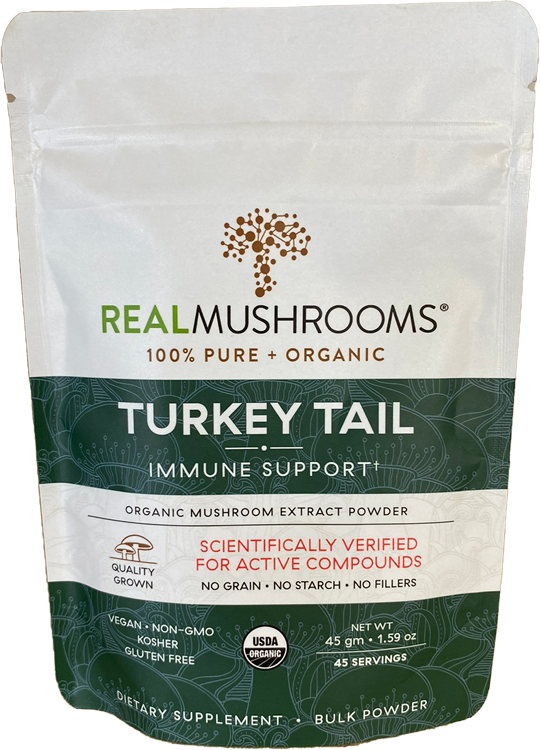 REALMUSHROOMS®
100% PURE + ORGANIC
TURKEY TAIL
IMMUNE SUPPORT†
ORGANIC MUSHROOM EXTRACT POWDER
QUALITY
GROWN
SCIENTIFICALLY VERIFIED
FOR ACTIVE COMPOUNDS
NO GRAIN • NO STARCH • NO FILLERS
VEGAN • NON-GMO
KOSHER
GLUTEN FREE
USDA
ORGANIC
NET WT
45 gm • 1.59 oz
45 SERVINGS
DIETARY SUPPLEMENT • BULK POWDER